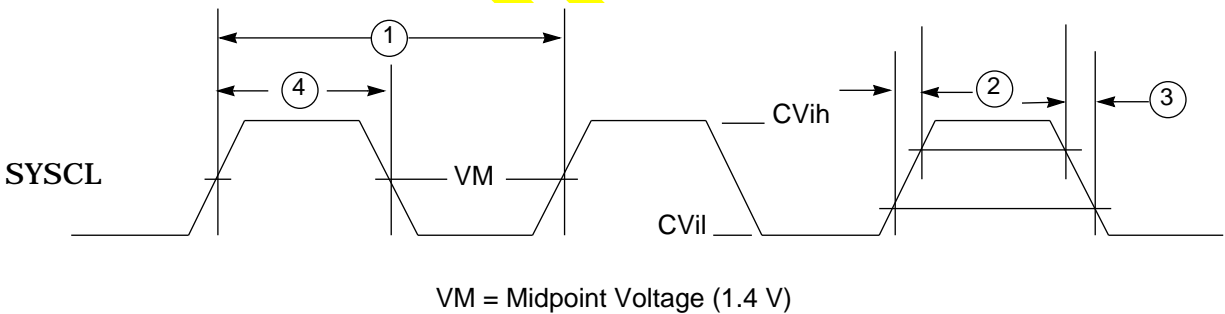 1
4
2
3
CVih
SYSCL
VM
CVil
VM = Midpoint Voltage (1.4 V)